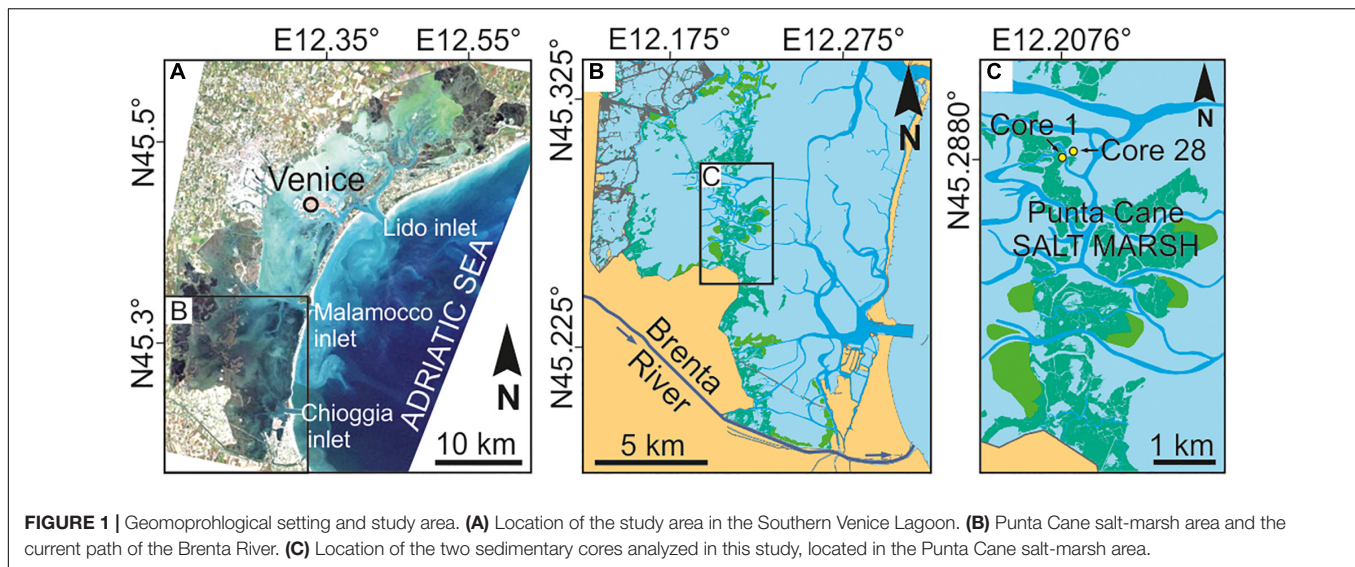 E12.35° E12.55°
A
N45.5°
Venice
Lido inlet
B
N45.3°
Malamocco
inlet
ADRIATIC SEA
N
Chioggia
inlet
10 km
E12.175° E12.275°
B
N45.325°
N
C
N45.225°
Brenta
River
5 km
E12.2076°
C
N
Core 1
Core 28
N45.2880°
Punta Cane
SALT MARSH
1 km
FIGURE 1 | Geomoprhlogical setting and study area. (A) Location of the study area in the Southern Venice Lagoon. (B) Punta Cane salt-marsh area and the
current path of the Brenta River. (C) Location of the two sedimentary cores analyzed in this study, located in the Punta Cane salt-marsh area.